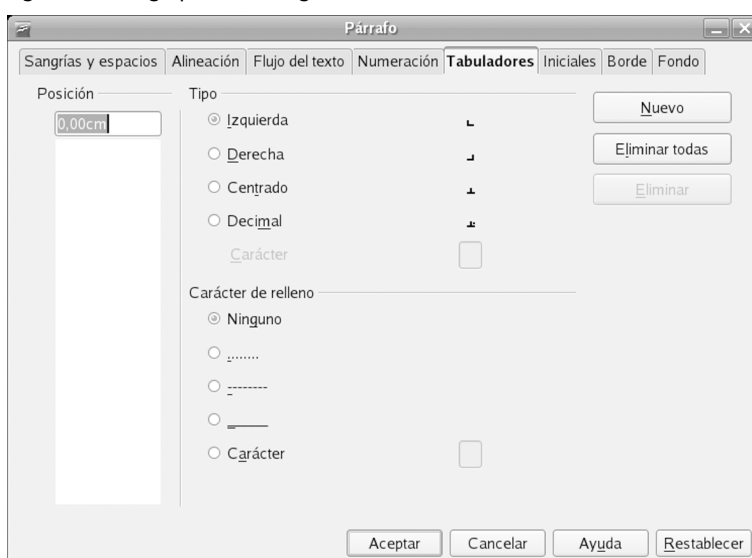 Párrafo
Sangrías y espacios Alineación Flujo del texto Numeración Tabuladores Iniciales Borde Fondo
Posición
0,00cm
Tipo
Izquierda
Derecha
Centrado
Decimal
Carácter
Carácter de relleno
Ninguno
........
--------
______
Carácter
Nuevo
Eliminar todas
Eliminar
Aceptar Cancelar Ayuda Restablecer